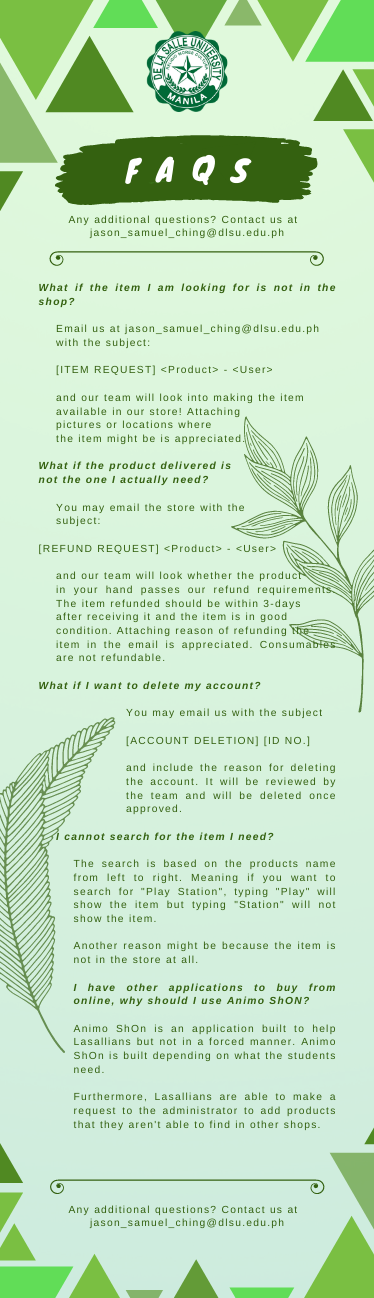 DE LA SALLE UNIVERSITY
MANILA
FAQS
Any additional questions? Contact us at
jason_samuel_ching@dlsu.edu.ph
What if the item I am looking for is not in the
shop?
Email us at jason_samuel_ching@dlsu.edu.ph
with the subject:
[ITEM REQUEST] <Product> - <User>
and our team will look into making the item
available in our store! Attaching
pictures or locations where
the item might be is appreciated.
What if the product delivered is
not the one I actually need?
You may email the store with the
subject:
[REFUND REQUEST] <Product> - <User>
and our team will look whether the product
in your hand passes our refund requirements.
The item refunded should be within 3-days
after receiving it and the item is in good
condition. Attaching reason of refunding the
item in the email is appreciated. Consumables
are not refundable.
What if I want to delete my account?
You may email us with the subject
[ACCOUNT DELETION] [ID NO.]
and include the reason for deleting
the account. It will be reviewed by
the team and will be deleted once
approved.
I cannot search for the item I need?
The search is based on the products name
from left to right. Meaning if you want to
search for "Play Station", typing "Play" will
show the item but typing "Station" will not
show the item.
Another reason might be because the item is
not in the store at all.
I have other applications to buy from
online, why should I use Animo ShON?
Animo ShOn is an application built to help
Lasallians but not in a forced manner. Animo
ShOn is built depending on what the students
need.
Furthermore, Lasallians are able to make a
request to the administrator to add products
that they aren't able to find in other shops.
Any additional questions? Contact us at
jason_samuel_ching@dlsu.edu.ph